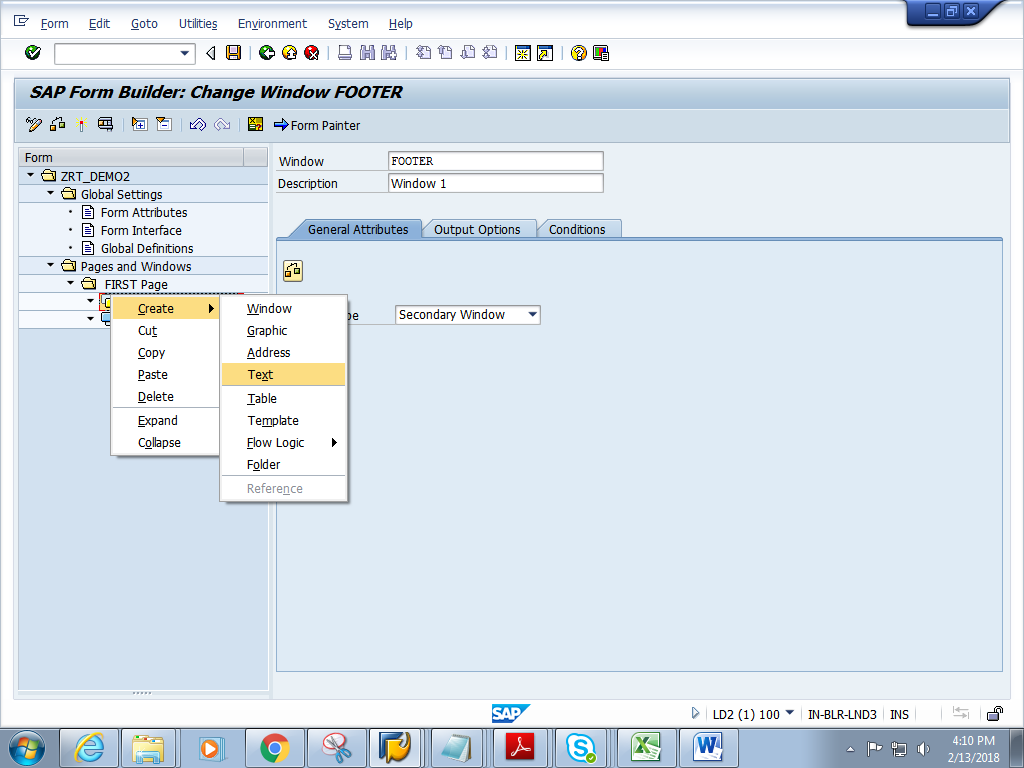 Form Edit Goto Utilities Environment System Help
SAP Form Builder: Change Window FOOTER
Form Painter
Form
ZRT_DEMO2
Global Settings
Form Attributes
Form Interface
Global Definitions
Pages and Windows
FIRST Page
Create
Cut
Copy
Paste
Delete
Expand
Collapse
Window
Graphic
Address
Text
Table
Template
Flow Logic
Folder
Reference
Window FOOTER
Description Window 1
General Attributes Output Options Conditions
pe Secondary Window
SAP
LD2 (1) 100 IN-BLR-LND3 INS
4:10 PM
2/13/2018